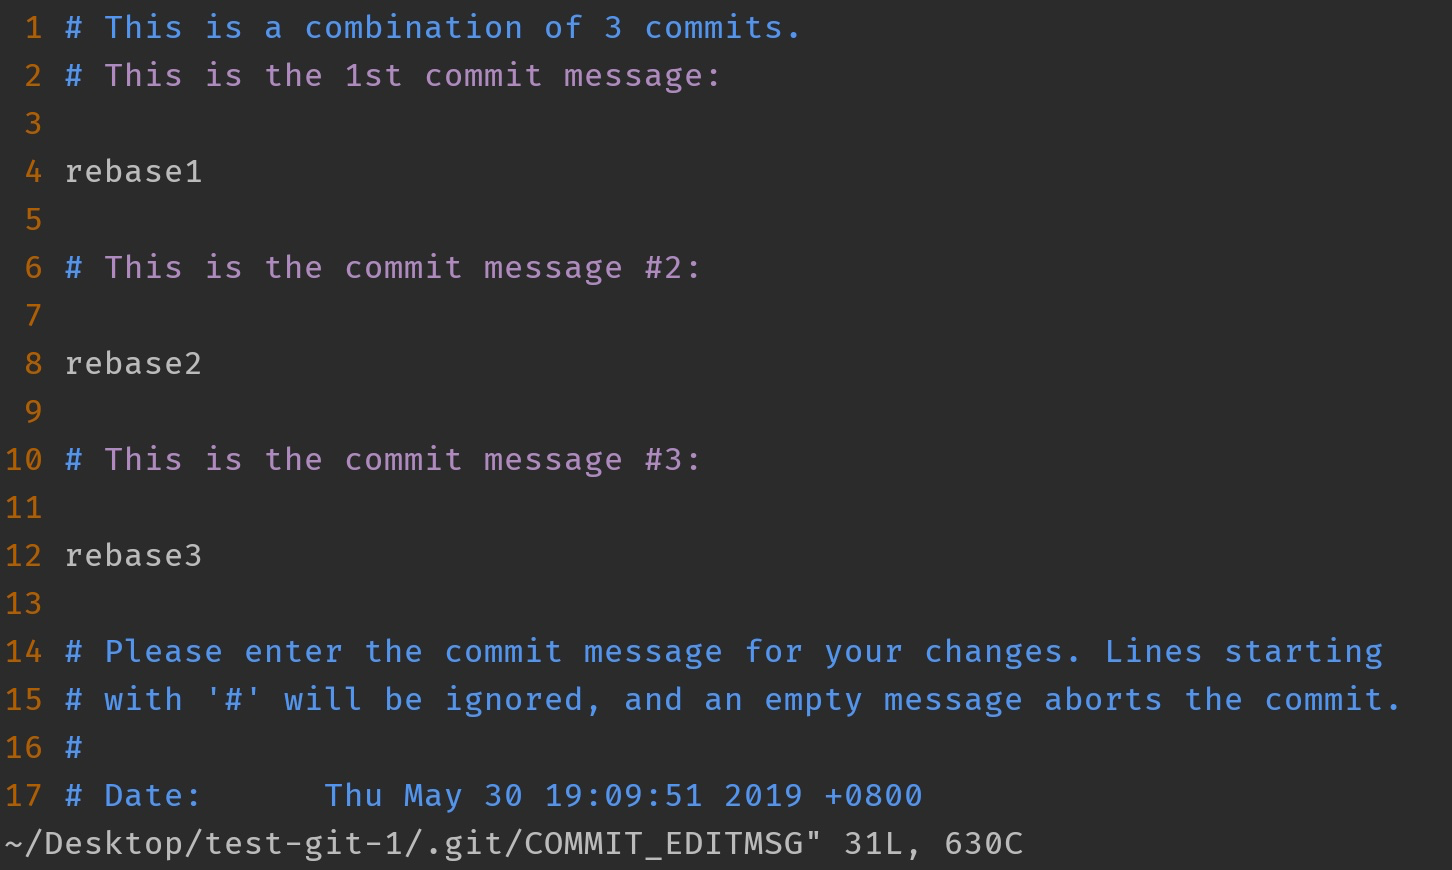 1 # This is a combination of 3 commits.
2 # This is the 1st commit message:
3
4 rebase1
5
6 # This is the commit message #2:
7
8 rebase2
9
10 # This is the commit message #3:
11
12 rebase3
13
14 # Please enter the commit message for your changes. Lines starting
15 # with '#' will be ignored, and an empty message aborts the commit.
16 #
17 # Date:      Thu May 30 19:09:51 2019 +0800
~/Desktop/test-git-1/.git/COMMIT_EDITMSG" 31L, 630C